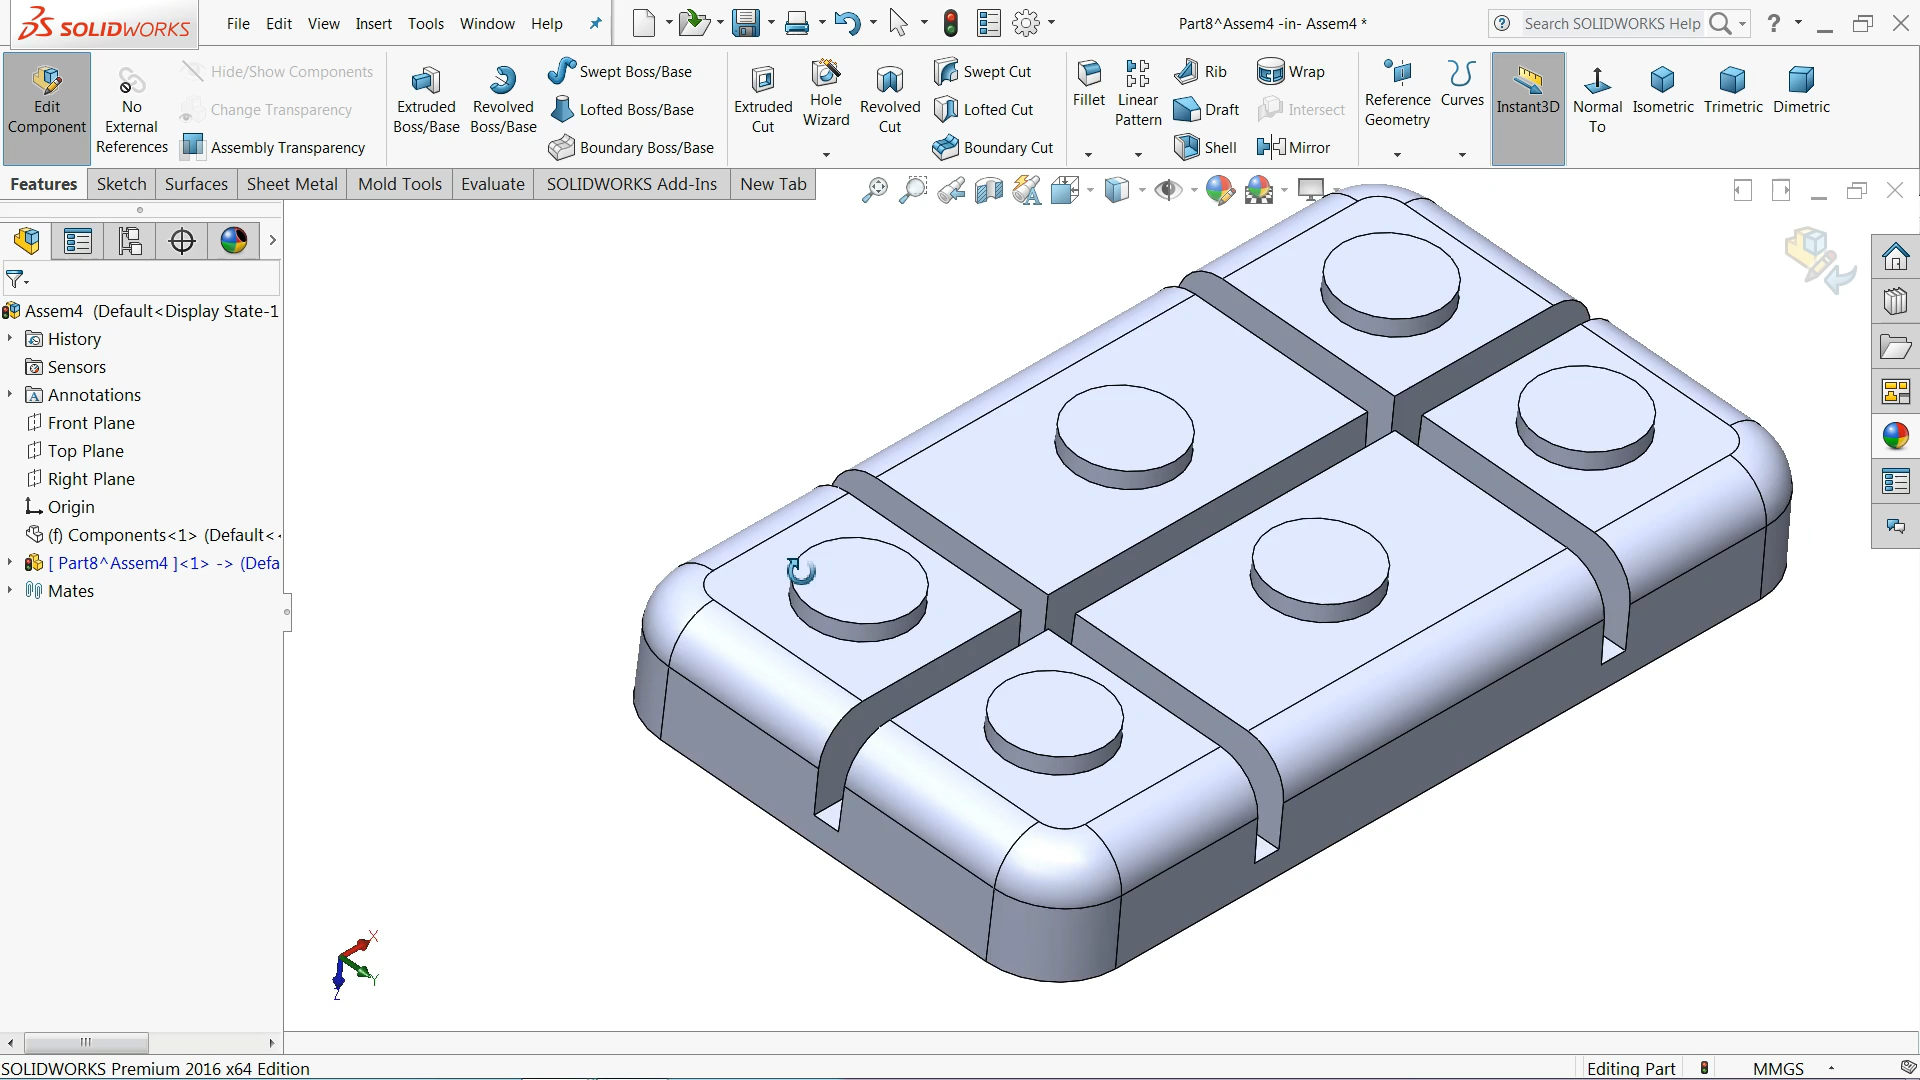 SOLIDWORKS
File Edit View Insert Tools Window Help
Part8^Assem4 -in- Assem4 *
Search SOLIDWORKS Help
Edit Component
No External References
Hide/Show Components
Change Transparency
Assembly Transparency
Extruded Boss/Base
Revolved Boss/Base
Swept Boss/Base
Lofted Boss/Base
Boundary Boss/Base
Extruded Cut
Hole Wizard
Revolved Cut
Swept Cut
Lofted Cut
Boundary Cut
Fillet
Linear Pattern
Rib
Draft
Shell
Wrap
Intersect
Mirror
Reference Geometry
Curves
Instant3D
Normal To
Isometric
Trimetric
Dimetric
Features Sketch Surfaces Sheet Metal Mold Tools Evaluate SOLIDWORKS Add-Ins New Tab
Assem4 (Default<Display State-1
History
Sensors
Annotations
Front Plane
Top Plane
Right Plane
Origin
(f) Components<1> (Default<
[ Part8^Assem4 ]<1> -> (Defa
Mates
X
Y
Z
SOLIDWORKS Premium 2016 x64 Edition
Editing Part
MMGS